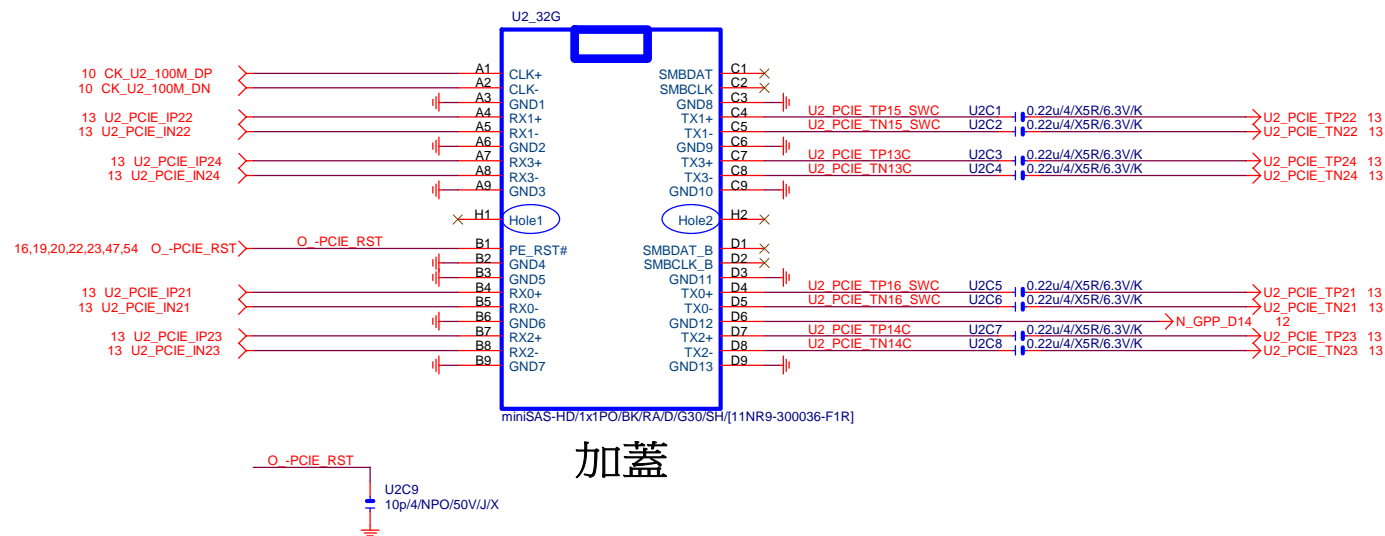 U2_32G
10 CK_U2_100M_DP A1 CLK+ SMBDAT C1
10 CK_U2_100M_DN A2 CLK- SMBCLK C2
A3 GND1 GND8 C3
13 U2_PCIE_IP22 A4 RX1+ TX1+ C4 U2_PCIE_TP15_SWC U2C1 0.22u/4/X5R/6.3V/K U2_PCIE_TP22 13
13 U2_PCIE_IN22 A5 RX1- TX1- C5 U2_PCIE_TN15_SWC U2C2 0.22u/4/X5R/6.3V/K U2_PCIE_TN22 13
A6 GND2 GND9 C6
13 U2_PCIE_IP24 A7 RX3+ TX3+ C7 U2_PCIE_TP13C U2C3 0.22u/4/X5R/6.3V/K U2_PCIE_TP24 13
13 U2_PCIE_IN24 A8 RX3- TX3- C8 U2_PCIE_TN13C U2C4 0.22u/4/X5R/6.3V/K U2_PCIE_TN24 13
A9 GND3 GND10 C9
H1 Hole1 Hole2 H2
16,19,20,22,23,47,54 O_-PCIE_RST O_-PCIE_RST B1 PE_RST# SMBDAT_B D1
B2 GND4 SMBCLK_B D2
B3 GND5 GND11 D3
13 U2_PCIE_IP21 B4 RX0+ TX0+ D4 U2_PCIE_TP16_SWC U2C5 0.22u/4/X5R/6.3V/K U2_PCIE_TP21 13
13 U2_PCIE_IN21 B5 RX0- TX0- D5 U2_PCIE_TN16_SWC U2C6 0.22u/4/X5R/6.3V/K U2_PCIE_TN21 13
B6 GND6 GND12 D6 N_GPP_D14 12
13 U2_PCIE_IP23 B7 RX2+ TX2+ D7 U2_PCIE_TP14C U2C7 0.22u/4/X5R/6.3V/K U2_PCIE_TP23 13
13 U2_PCIE_IN23 B8 RX2- TX2- D8 U2_PCIE_TN14C U2C8 0.22u/4/X5R/6.3V/K U2_PCIE_TN23 13
B9 GND7 GND13 D9
miniSAS-HD/1x1PO/BK/RA/D/G30/SH/[11NR9-300036-F1R]
加蓋
O_-PCIE_RST
U2C9
10p/4/NPO/50V/J/X